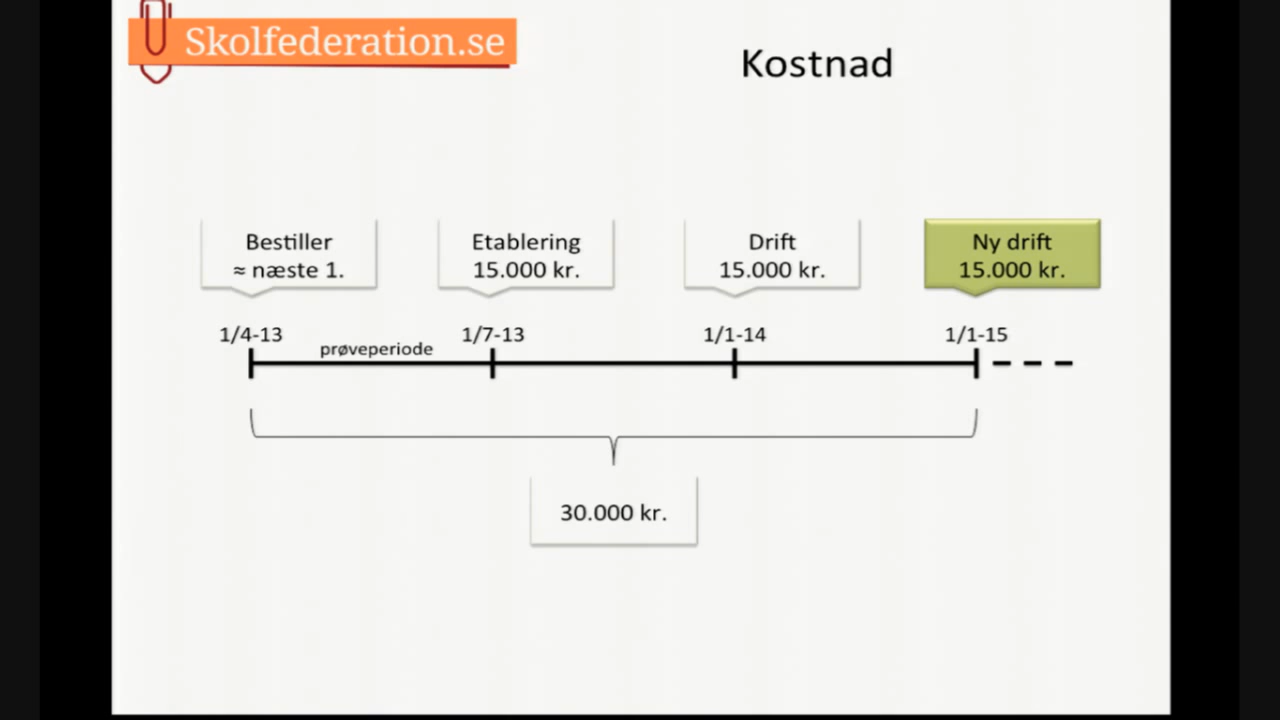 Skolfederation.se
Kostnad
Bestiller
≈ næste 1.
Etablering
15.000 kr.
Drift
15.000 kr.
Ny drift
15.000 kr.
1/4-13
prøveperiode
1/7-13
1/1-14
1/1-15
30.000 kr.